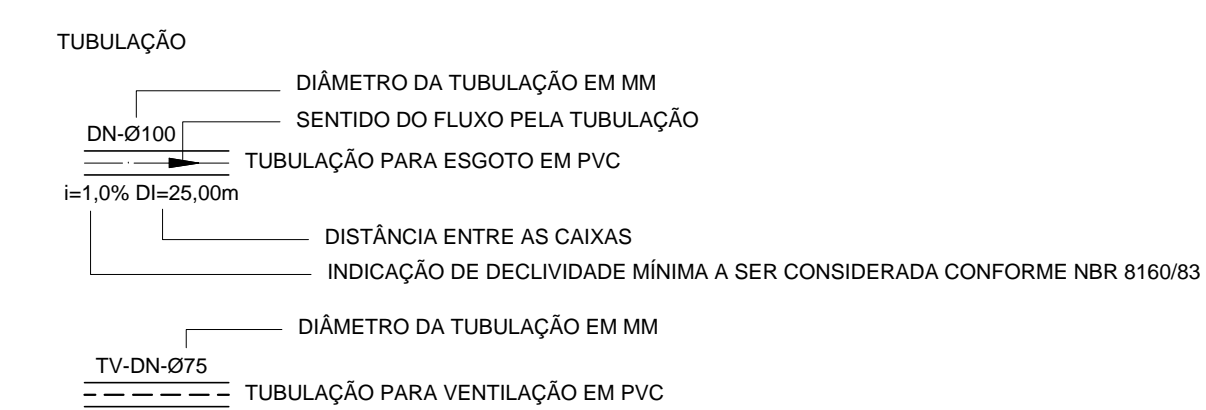 TUBULAÇÃO
DIÂMETRO DA TUBULAÇÃO EM MM
SENTIDO DO FLUXO PELA TUBULAÇÃO
DN-Ø100
TUBULAÇÃO PARA ESGOTO EM PVC
i=1,0% DI=25,00m
DISTÂNCIA ENTRE AS CAIXAS
INDICAÇÃO DE DECLIVIDADE MÍNIMA A SER CONSIDERADA CONFORME NBR 8160/83
DIÂMETRO DA TUBULAÇÃO EM MM
TV-DN-Ø75
TUBULAÇÃO PARA VENTILAÇÃO EM PVC